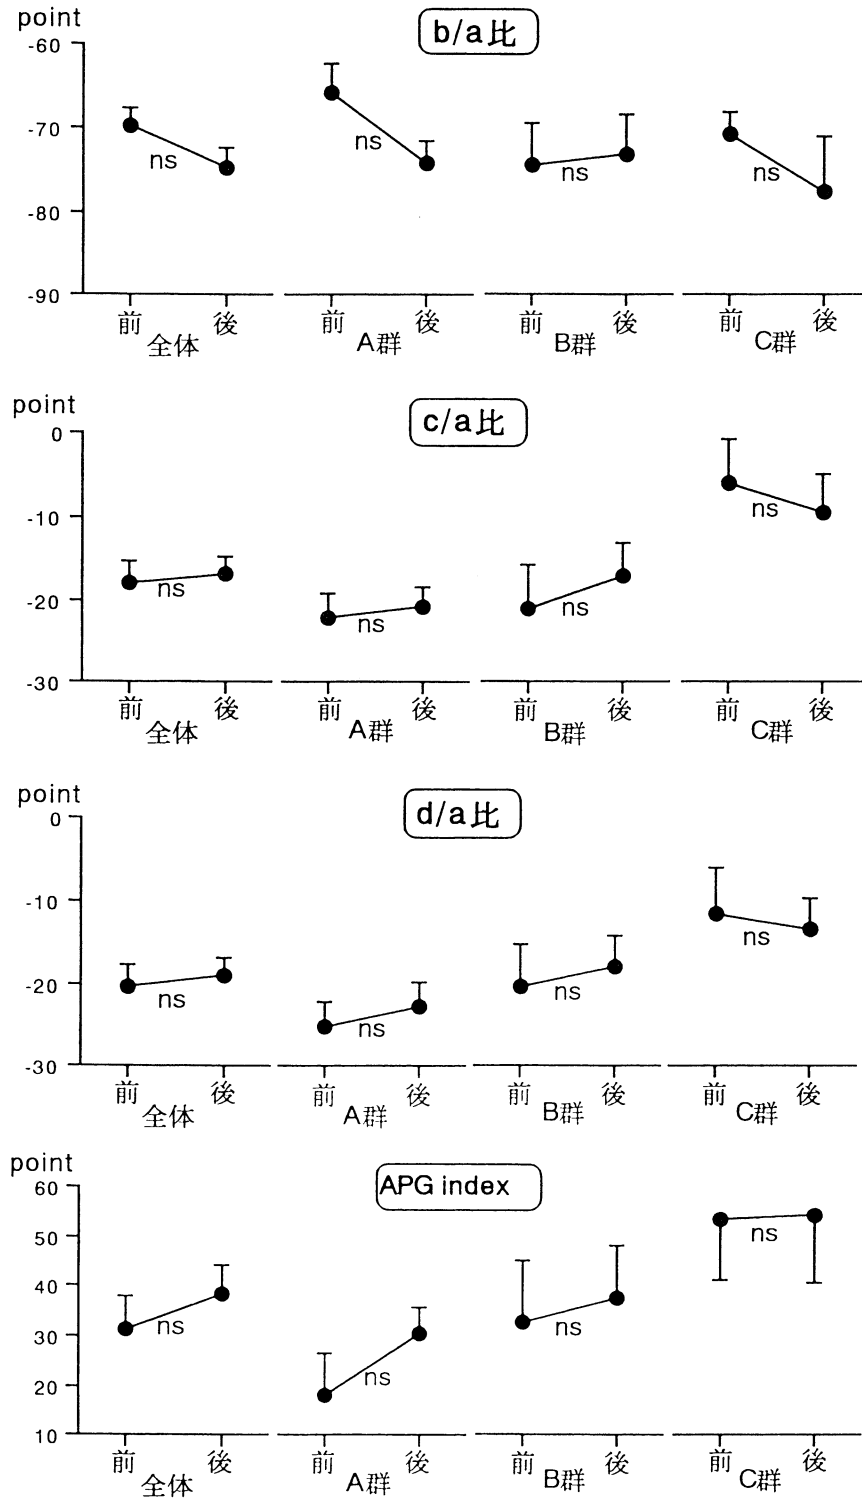 point
b/a比
-60
-70
-80
-90
ns ns ns ns
前 後 前 後 前 後 前 後
全体 A群 B群 C群
point
c/a比
0
-10
-20
-30
ns ns ns ns
前 後 前 後 前 後 前 後
全体 A群 B群 C群
point
d/a比
0
-10
-20
-30
ns ns ns ns
前 後 前 後 前 後 前 後
全体 A群 B群 C群
point
APG index
60
50
40
30
20
10
ns ns ns ns
前 後 前 後 前 後 前 後
全体 A群 B群 C群